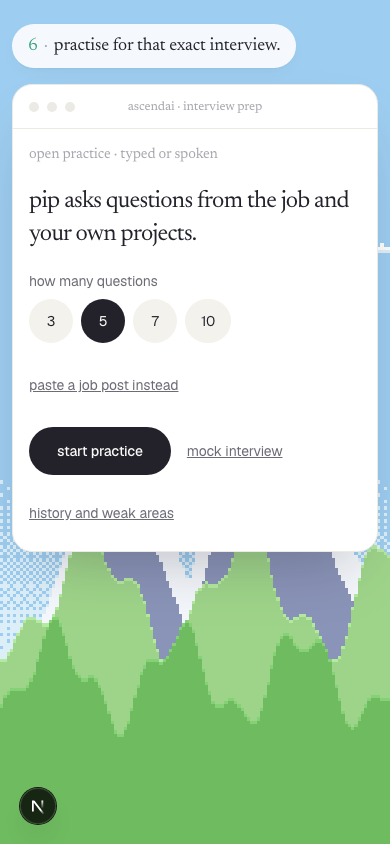 6 · practise for that exact interview.
ascendai · interview prep
open practice · typed or spoken
pip asks questions from the job and
your own projects.
how many questions
3 5 7 10
paste a job post instead
start practice mock interview
history and weak areas
N